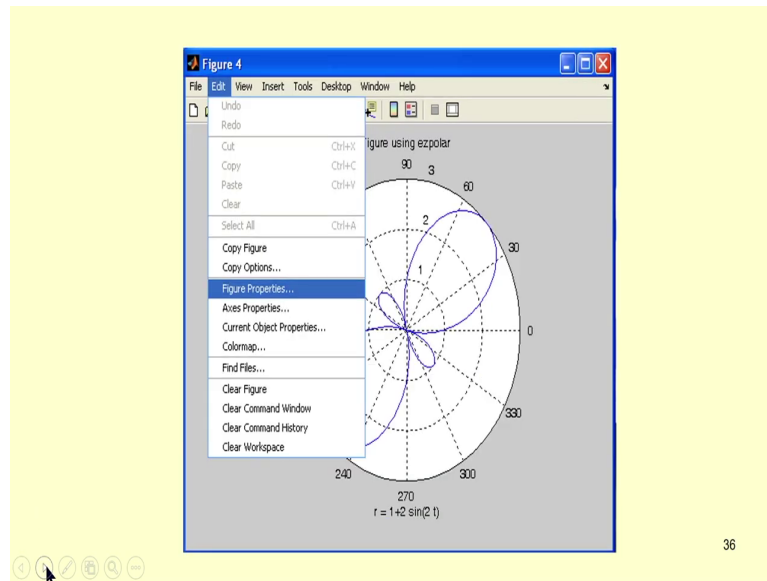 Figure 4
File Edit View Insert Tools Desktop Window Help
Undo
Redo
Cut Ctrl+X
Copy Ctrl+C
Paste Ctrl+V
Clear
Select All Ctrl+A
Copy Figure
Copy Options...
Figure Properties...
Axes Properties...
Current Object Properties...
Colormap...
Find Files...
Clear Figure
Clear Command Window
Clear Command History
Clear Workspace
igure using ezpolar
90
3
60
2
30
1
0
330
240
300
270
r = 1+2 sin(2 t)
36